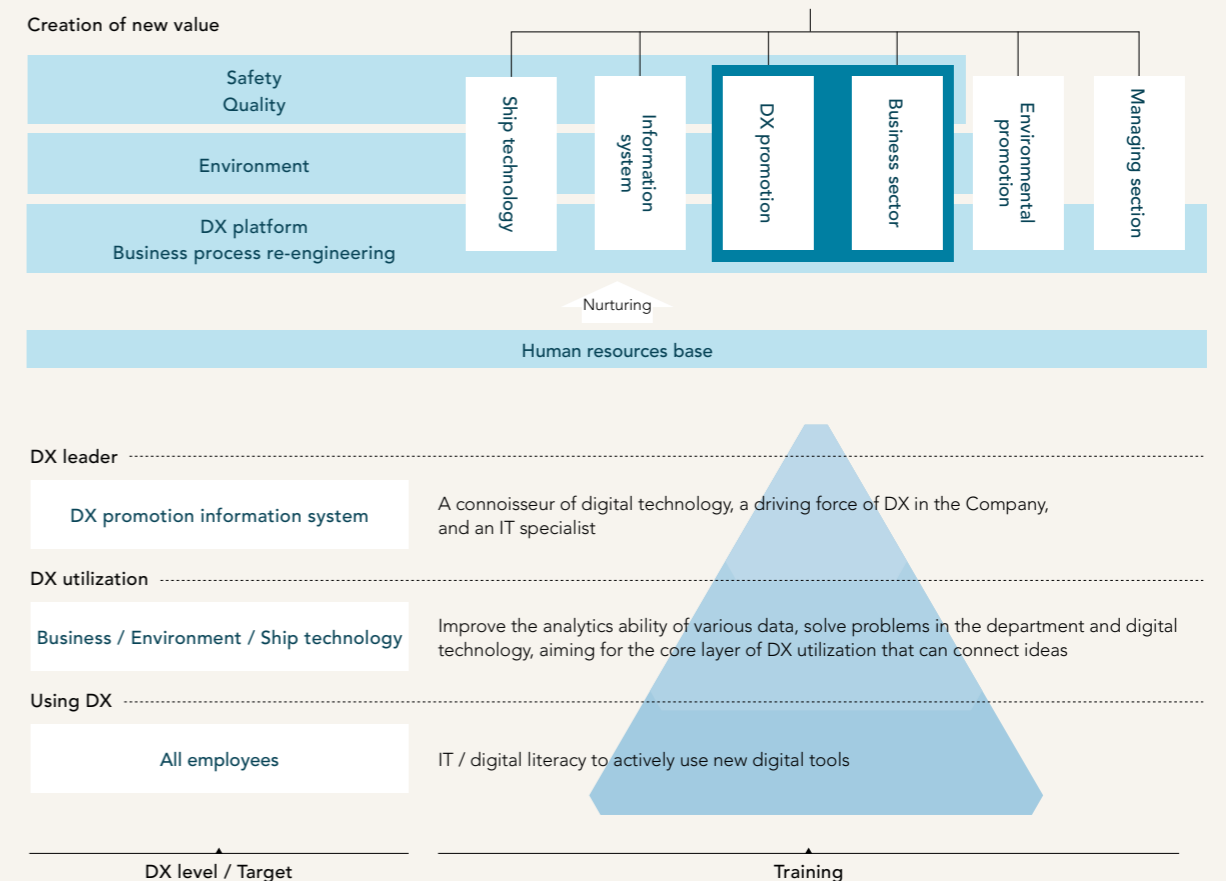 Creation of new value
Safety
Quality
Environment
DX platform
Business process re-engineering
Ship technology
Information
system
DX promotion
Business sector
Environmental
promotion
Managing section
Nurturing
Human resources base
DX leader
DX promotion information system
A connoisseur of digital technology, a driving force of DX in the Company,
and an IT specialist
DX utilization
Business / Environment / Ship technology
Improve the analytics ability of various data, solve problems in the department and digital
technology, aiming for the core layer of DX utilization that can connect ideas
Using DX
All employees
IT / digital literacy to actively use new digital tools
DX level / Target
Training